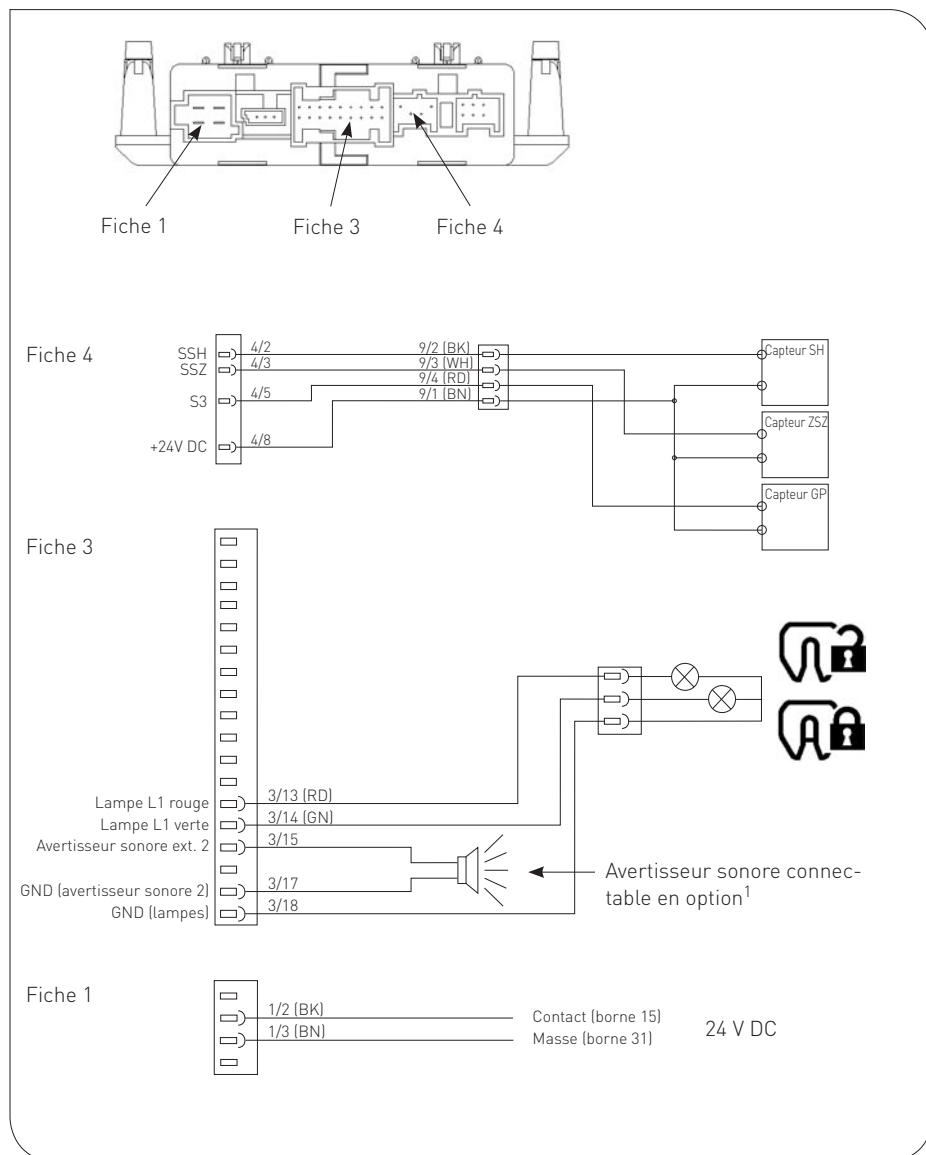 Fiche 1
Fiche 3
Fiche 4
Fiche 4
SSH
4/2
9/2 (BK)
Capteur SH
SSZ
4/3
9/3 (WH)
9/4 (RD)
S3
4/5
9/1 (BN)
Capteur ZSZ
+24V DC
4/8
Capteur GP
Fiche 3
Lampe L1 rouge
3/13 (RD)
Lampe L1 verte
3/14 (GN)
Avertisseur sonore ext. 2
3/15
Avertisseur sonore connec-
table en option¹
GND (avertisseur sonore 2)
3/17
GND (lampes)
3/18
Fiche 1
1/2 (BK)
Contact (borne 15)
1/3 (BN)
Masse (borne 31)
24 V DC